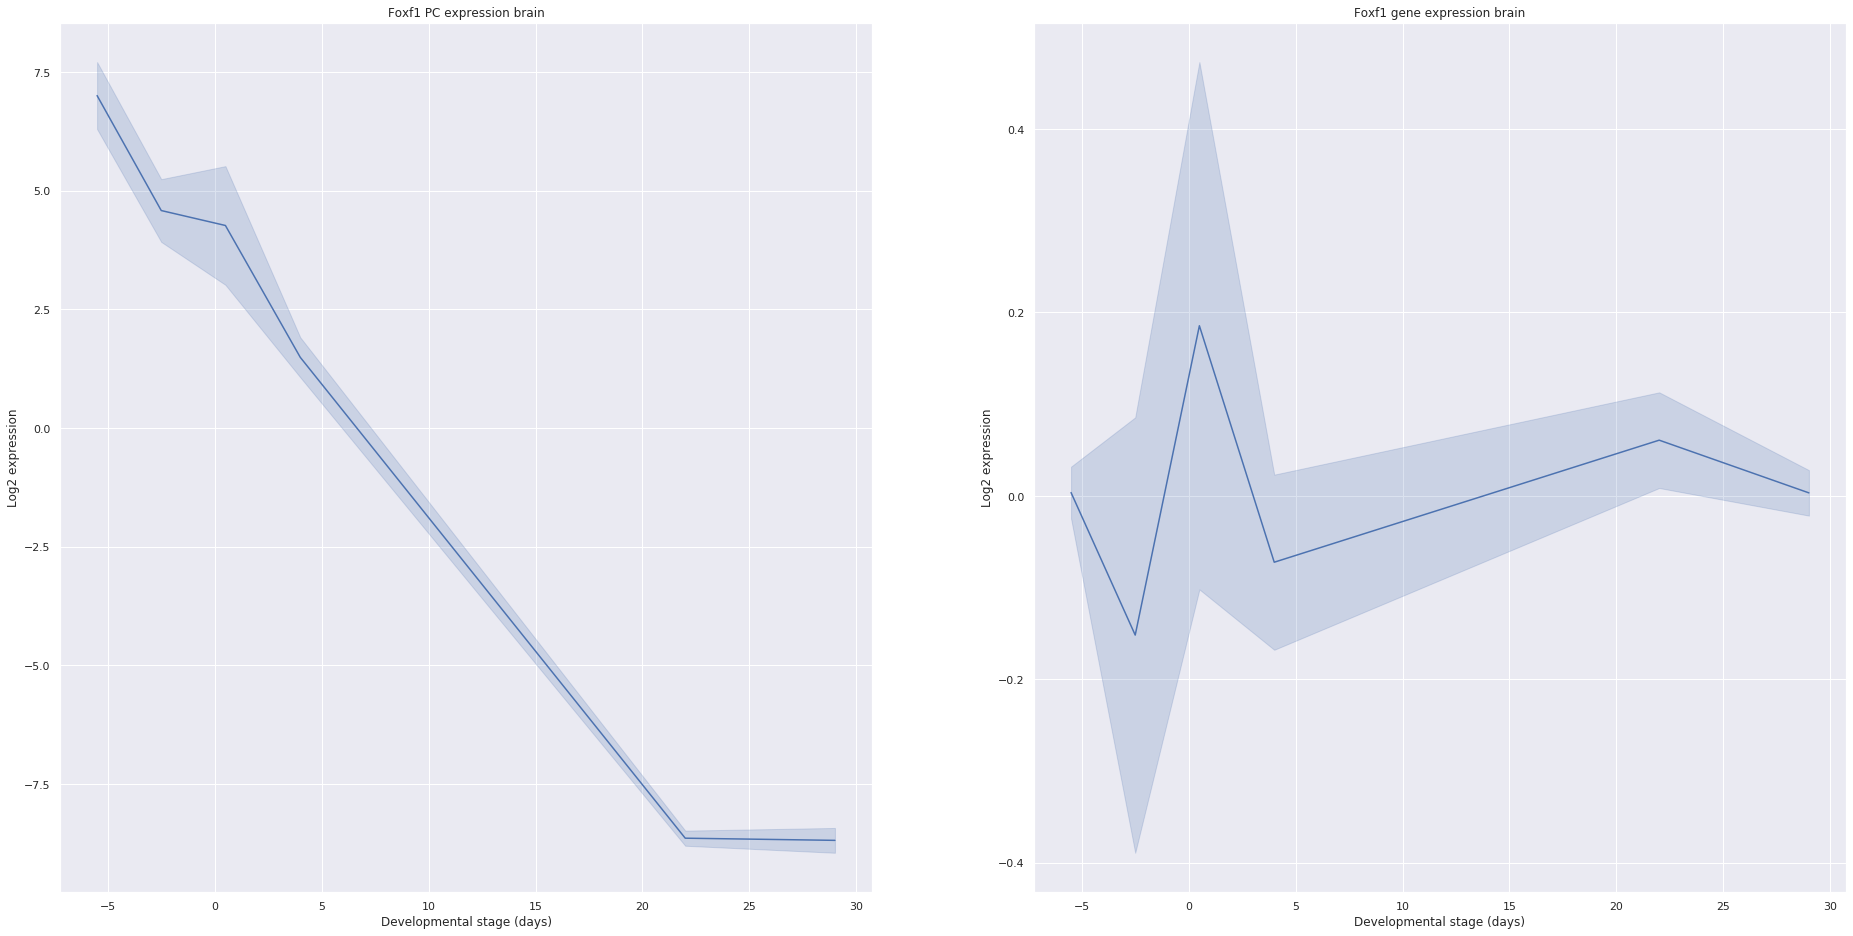 Foxf1 PC expression brain
Log2 expression
7.5
5.0
2.5
0.0
−2.5
−5.0
−7.5
−5 0 5 10 15 20 25 30
Developmental stage (days)
Foxf1 gene expression brain
Log2 expression
0.4
0.2
0.0
−0.2
−0.4
−5 0 5 10 15 20 25 30
Developmental stage (days)